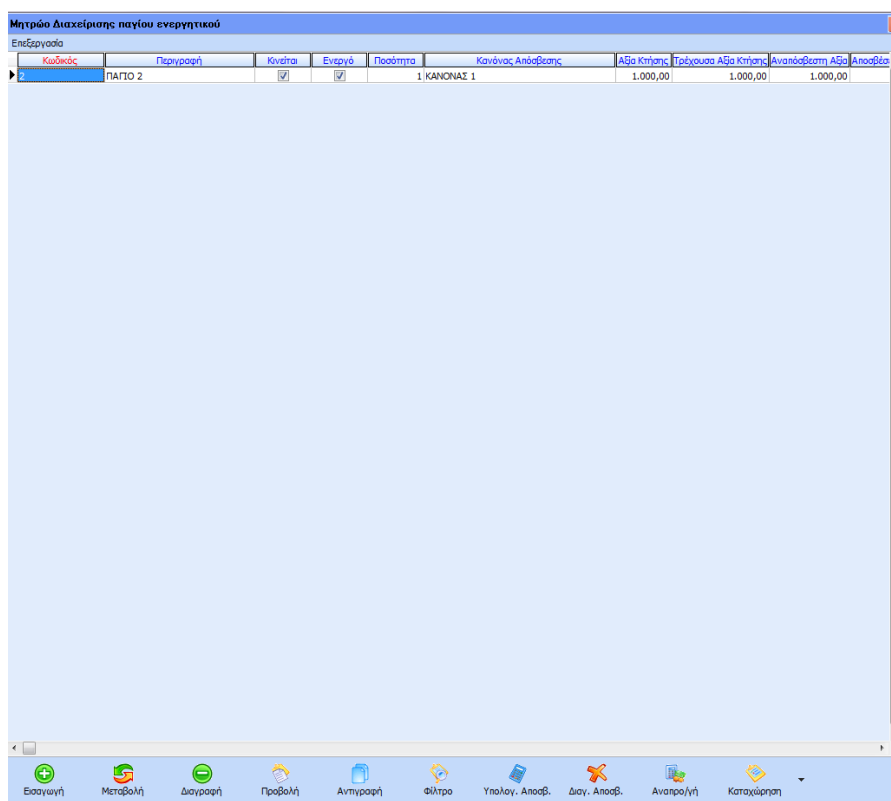 Μητρώο Διαχείρισης παγίου ενεργητικού
Επεξεργασία
Κωδικός Περιγραφή Κινείται Ενεργό Ποσότητα Κανόνας Απόσβεσης Αξία Κτήσης Τρέχουσα Αξία Κτήσης Αναπόσβεστη Αξία Αποσβέσε
2 ΠΑΓΙΟ 2 1 ΚΑΝΟΝΑΣ 1 1.000,00 1.000,00 1.000,00
Εισαγωγή Μεταβολή Διαγραφή Προβολή Αντιγραφή Φίλτρο Υπολογ. Αποσβ. Διαγ. Αποσβ. Αναπρο/γή Καταχώρηση